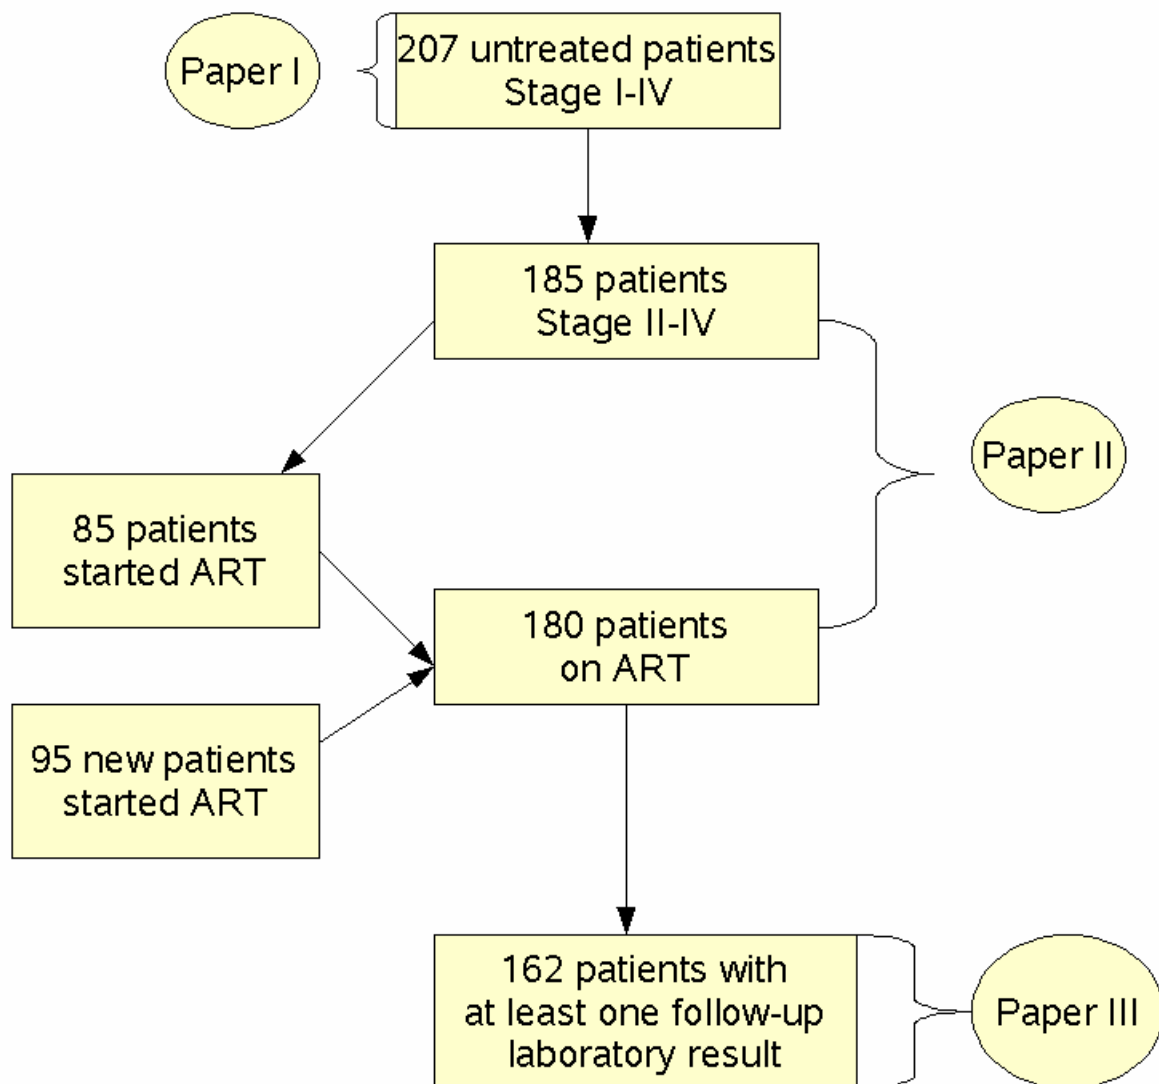 Paper I
207 untreated patients
Stage I-IV
185 patients
Stage II-IV
Paper II
85 patients
started ART
180 patients
on ART
95 new patients
started ART
162 patients with
at least one follow-up
laboratory result
Paper III